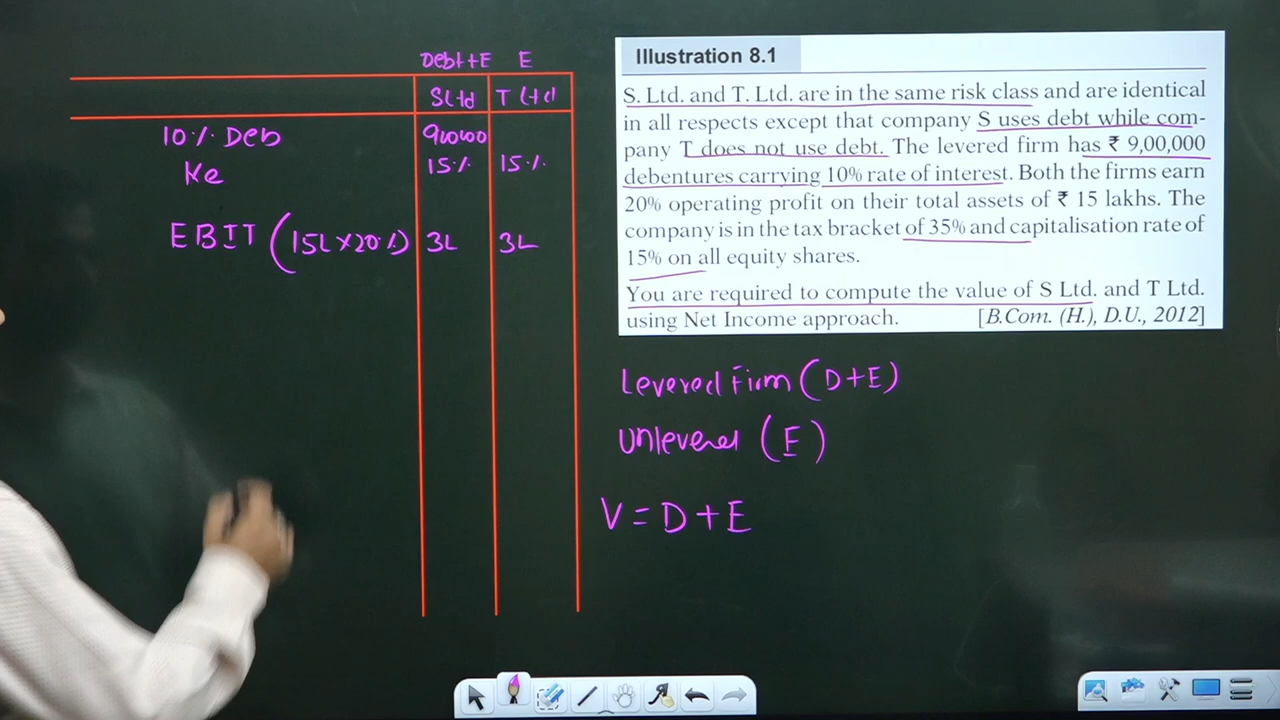 Debt+E E
S Ltd T Ltd
10% Deb 900000
Ke 15% 15%
EBIT (15L×20%) 3L 3L
Illustration 8.1
S. Ltd. and T. Ltd. are in the same risk class and are identical
in all respects except that company S uses debt while com-
pany T does not use debt. The levered firm has ₹ 9,00,000
debentures carrying 10% rate of interest. Both the firms earn
20% operating profit on their total assets of ₹ 15 lakhs. The
company is in the tax bracket of 35% and capitalisation rate of
15% on all equity shares.
You are required to compute the value of S Ltd. and T Ltd.
using Net Income approach. [B.Com. (H.), D.U., 2012]
Levered Firm (D+E)
Unlevered (E)
V = D+E